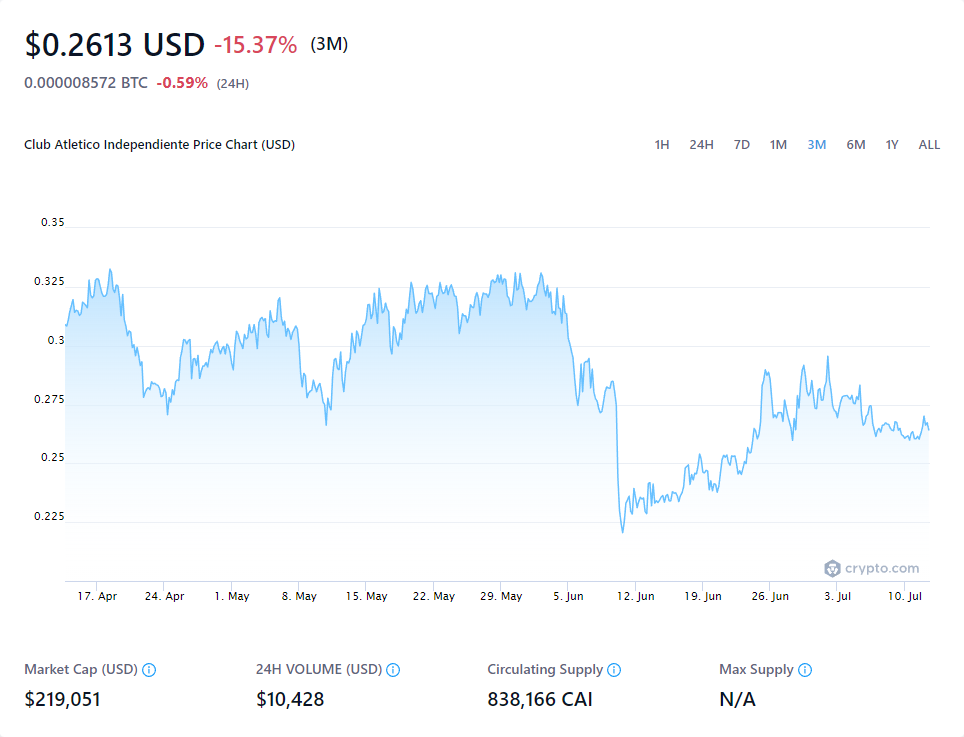 $0.2613 USD -15.37% (3M)
0.000008572 BTC -0.59% (24H)
Club Atletico Independiente Price Chart (USD) 1H 24H 7D 1M 3M 6M 1Y ALL
0.35
0.325
0.3
0.275
0.25
0.225
crypto.com
17. Apr 24. Apr 1. May 8. May 15. May 22. May 29. May 5. Jun 12. Jun 19. Jun 26. Jun 3. Jul 10. Jul
Market Cap (USD) 24H VOLUME (USD) Circulating Supply Max Supply
$219,051 $10,428 838,166 CAI N/A